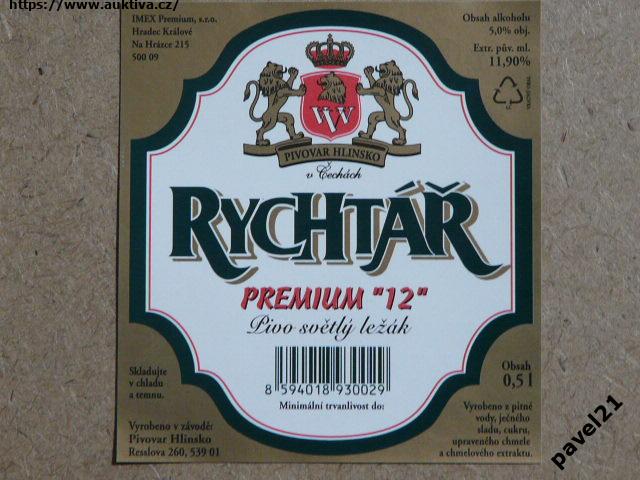 https://www.auktiva.cz/
IMEX Premium, s.r.o.
Hradec Králové
Na Hrázce 215
500 09
Obsah alkoholu
5,0% obj.
Extr. pův. ml.
11,90%
VW
PIVOVAR HLINSKO
v Čechách
RYCHTÁŘ
PREMIUM "12"
Pivo světlý ležák
8 594018 930029
Minimální trvanlivost do:
Skladujte
v chladu
a temnu.
Vyrobeno v závodě:
Pivovar Hlinsko
Resslova 260, 539 01
Obsah
0,5 l
Vyrobeno z pitné
vody, ječného
sladu, cukru,
upraveného chmele
a chmelového extraktu.
pavel21